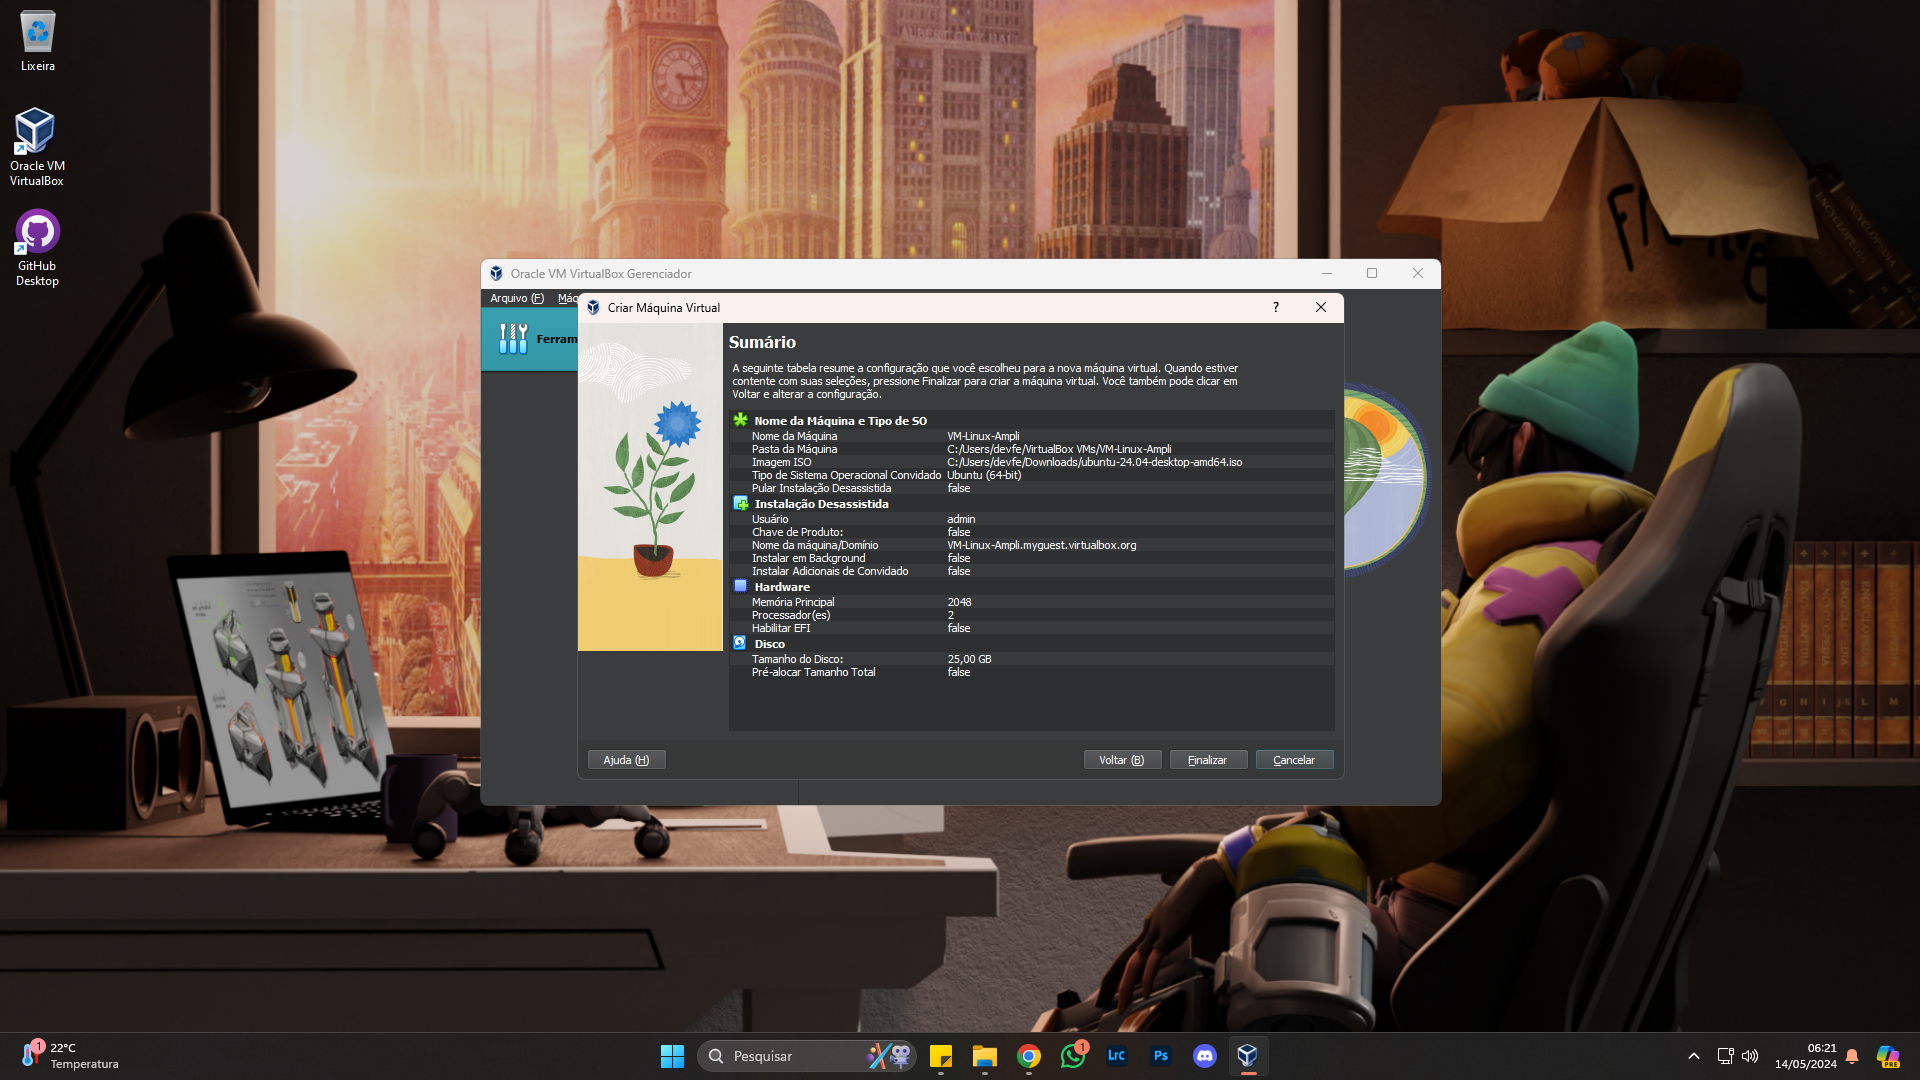 Lixeira
Oracle VM
VirtualBox
GitHub
Desktop
ALBERT CITY HALL
Oracle VM VirtualBox Gerenciador
Arquivo (F) Máq
Criar Máquina Virtual
?
Ferram
Sumário
A seguinte tabela resume a configuração que você escolheu para a nova máquina virtual. Quando estiver
contente com suas seleções, pressione Finalizar para criar a máquina virtual. Você também pode clicar em
Voltar e alterar a configuração.
Nome da Máquina e Tipo de SO
Nome da Máquina VM-Linux-Ampli
Pasta da Máquina C:/Users/devfe/VirtualBox VMs/VM-Linux-Ampli
Imagem ISO C:/Users/devfe/Downloads/ubuntu-24.04-desktop-amd64.iso
Tipo de Sistema Operacional Convidado Ubuntu (64-bit)
Pular Instalação Desassistida false
Instalação Desassistida
Usuário admin
Chave de Produto: false
Nome da máquina/Domínio VM-Linux-Ampli.myguest.virtualbox.org
Instalar em Background false
Instalar Adicionais de Convidado false
Hardware
Memória Principal 2048
Processador(es) 2
Habilitar EFI false
Disco
Tamanho do Disco: 25,00 GB
Pré-alocar Tamanho Total false
Ajuda (H) Voltar (B) Finalizar Cancelar
1
22°C
Temperatura
Pesquisar
1
Lrc
Ps
06:21
14/05/2024
PRE